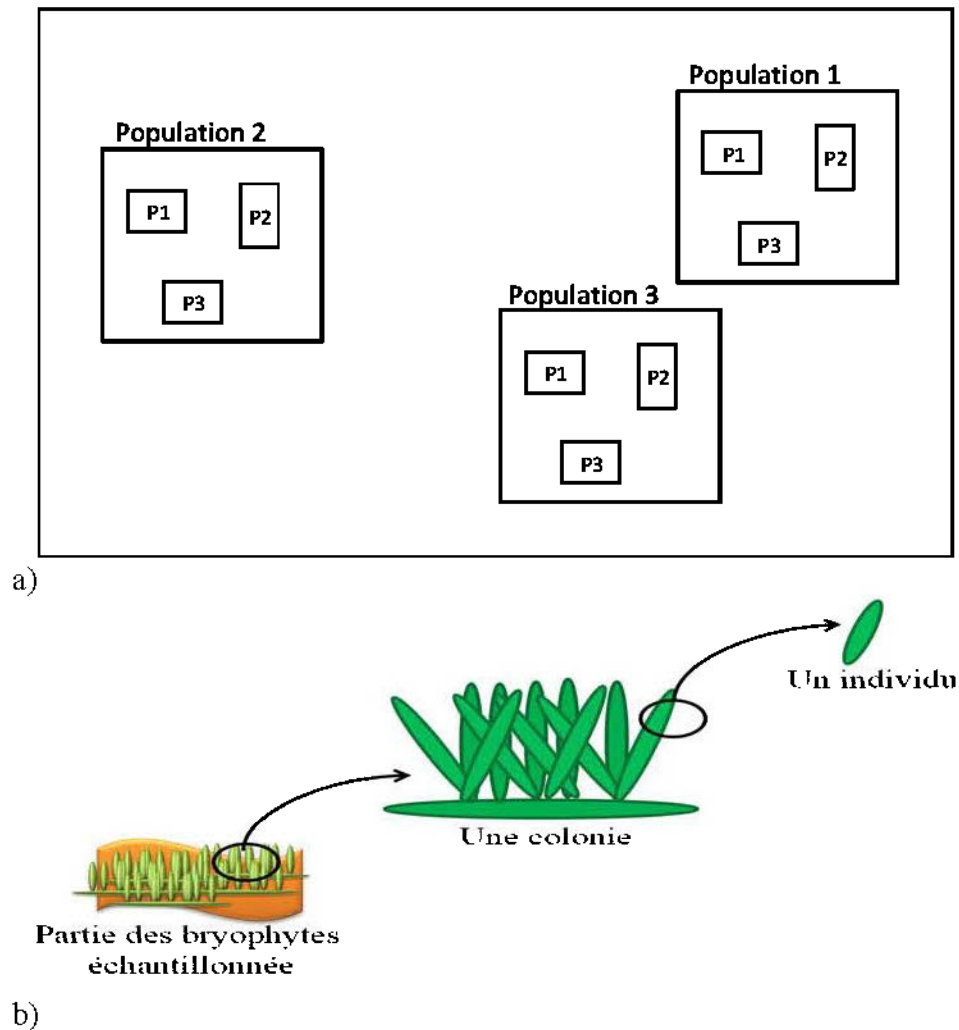 Population 1
P1
P2
P3
Population 2
P1
P2
P3
Population 3
P1
P2
P3
a)
Un individu
Une colonie
Partie des bryophytes
échantillonnée
b)